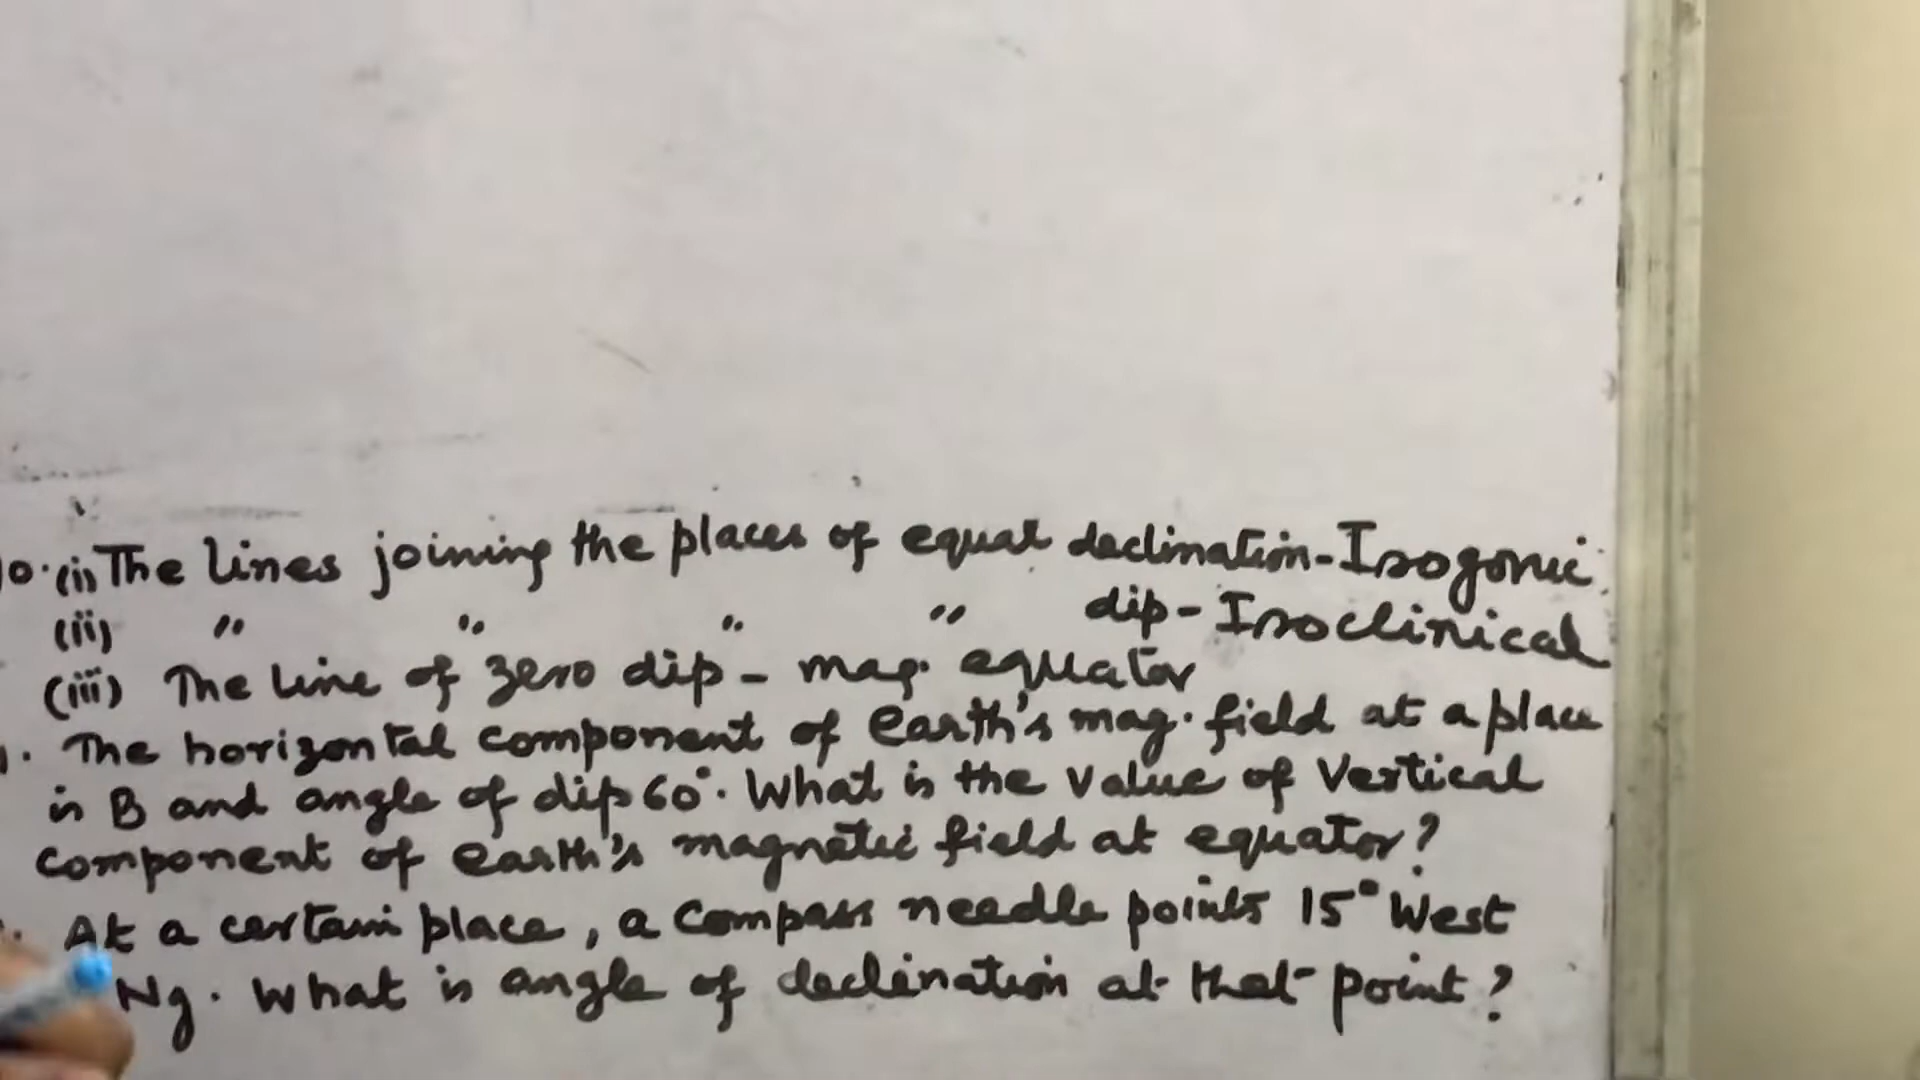 10. (i) The lines joining the places of equal declination - Isogonic
(ii) " " " " dip - Isoclinical
(iii) The line of zero dip - mag. equator
. The horizontal component of earth's mag. field at a place
is B and angle of dip 60°. What is the value of Vertical
component of earth's magnetic field at equator?
. At a certain place, a compass needle points 15° West
Ng. What is angle of declination at that point?